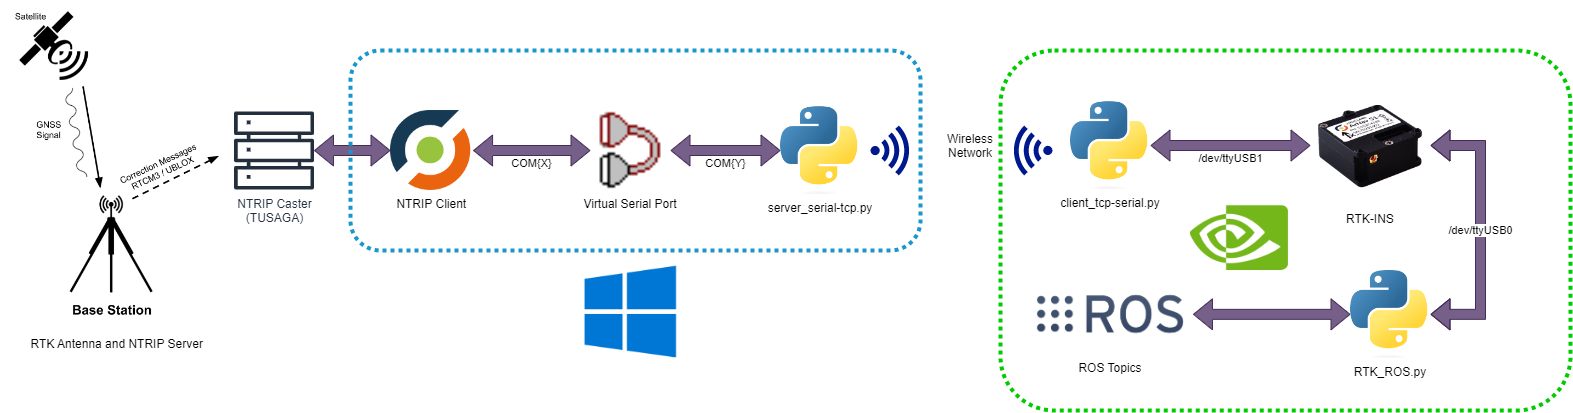 Satellite
GNSS
Signal
Correction Messages
RTCM3 / UBLOX
Base Station
RTK Antenna and NTRIP Server
NTRIP Caster
(TUSAGA)
NTRIP Client
COM{X}
Virtual Serial Port
COM{Y}
server_serial-tcp.py
Wireless
Network
client_tcp-serial.py
/dev/ttyUSB1
RTK-INS
/dev/ttyUSB0
ROS
ROS Topics
RTK_ROS.py